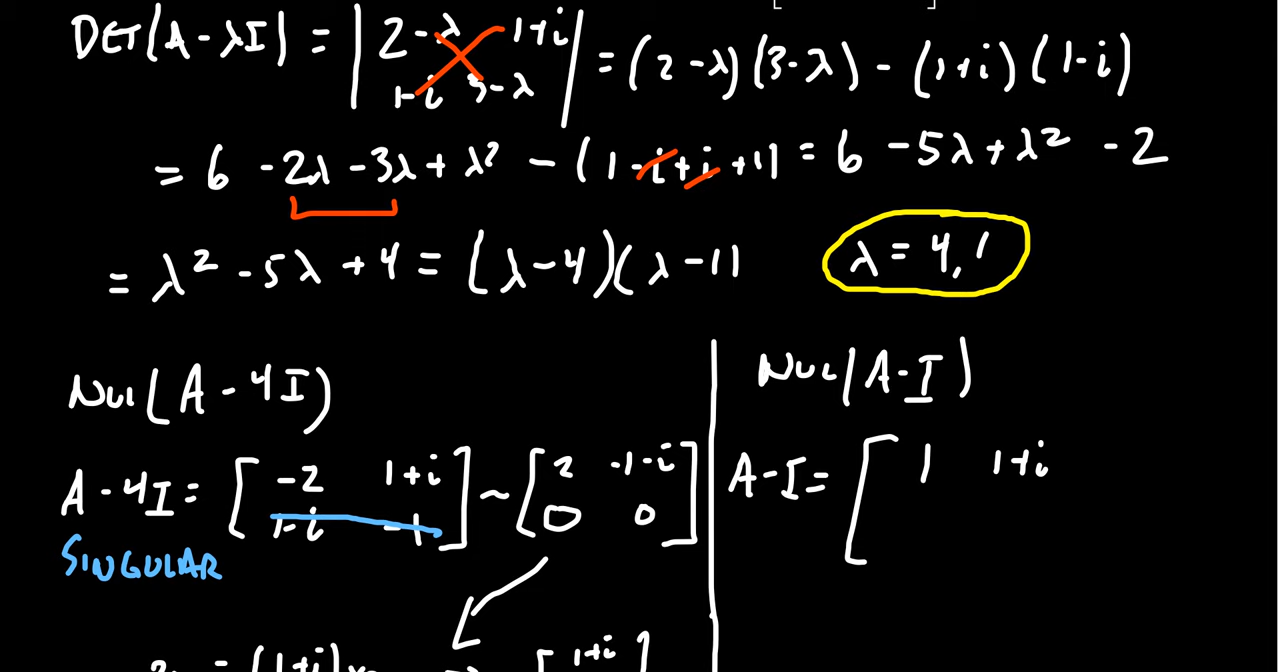 DET(A-λI) = |2-λ 1+i| = (2-λ)(3-λ) - (1+i)(1-i)
1-i 3-λ
= 6 -2λ -3λ + λ² - (1-i+i+1) = 6 -5λ + λ² -2
= λ² -5λ +4 = (λ-4)(λ-1) λ = 4, 1
NUL(A-4I)
A-4I = [-2 1+i] ~ [2 -1-i]
1-i -1 0 0
SINGULAR
NUL(A-I)
A-I = [1 1+i